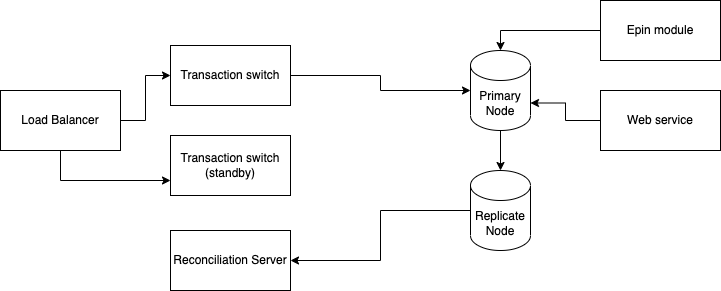 Epin module
Transaction switch
Primary
Node
Load Balancer
Web service
Transaction switch
(standby)
Replicate
Node
Reconciliation Server